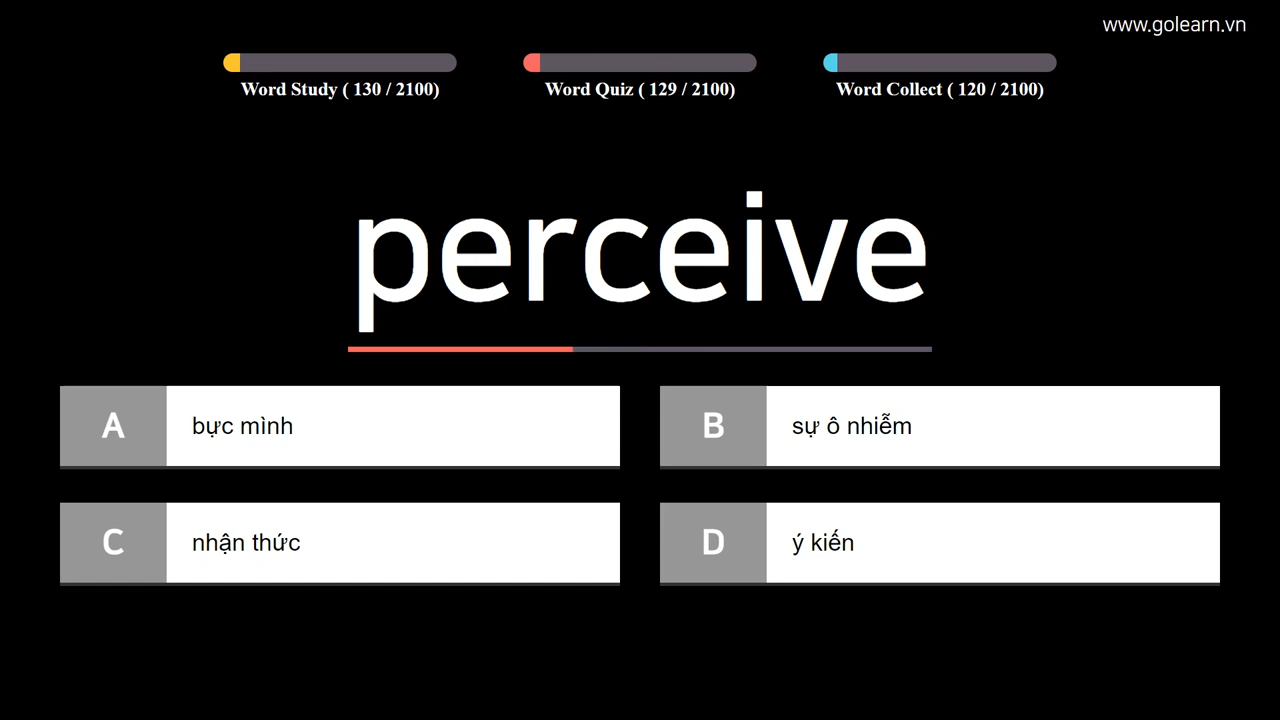 www.golearn.vn
Word Study ( 130 / 2100)
Word Quiz ( 129 / 2100)
Word Collect ( 120 / 2100)
perceive
A bực mình
B sự ô nhiễm
C nhận thức
D ý kiến